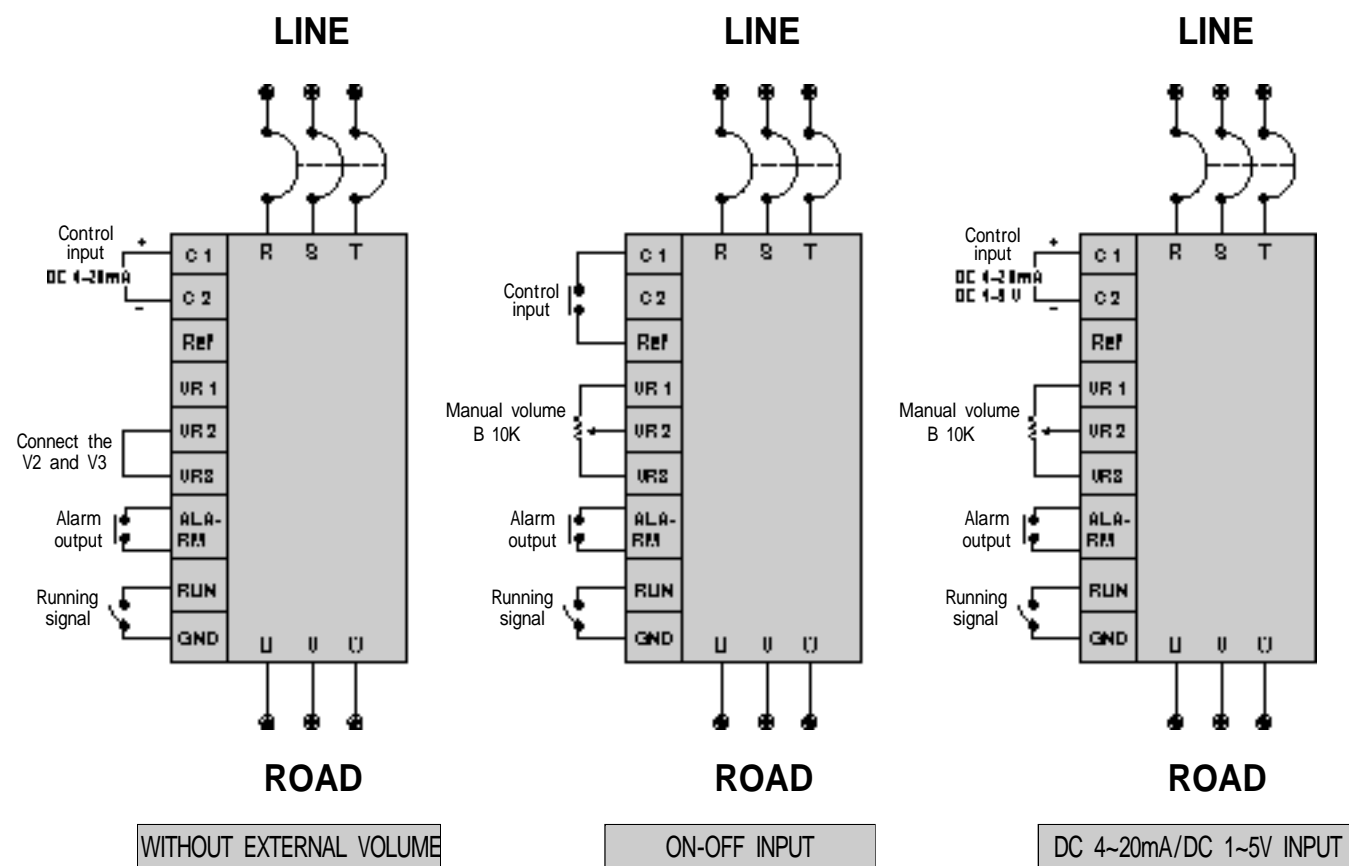 LINE
Control
input
DC 4~20mA
+
-
C 1
C 2
Ref
VR 1
VR 2
VR3
ALA-
RM
RUN
GND
R S T
Connect the
V2 and V3
Alarm
output
Running
signal
U V W
ROAD
WITHOUT EXTERNAL VOLUME
LINE
Control
input
C 1
C 2
Ref
VR 1
VR 2
VR3
ALA-
RM
RUN
GND
R S T
Manual volume
B 10K
Alarm
output
Running
signal
U V W
ROAD
ON-OFF INPUT
LINE
Control
input
DC 4~20mA
DC 1~5 V
+
-
C 1
C 2
Ref
VR 1
VR 2
VR3
ALA-
RM
RUN
GND
R S T
Manual volume
B 10K
Alarm
output
Running
signal
U V W
ROAD
DC 4~20mA/DC 1~5V INPUT